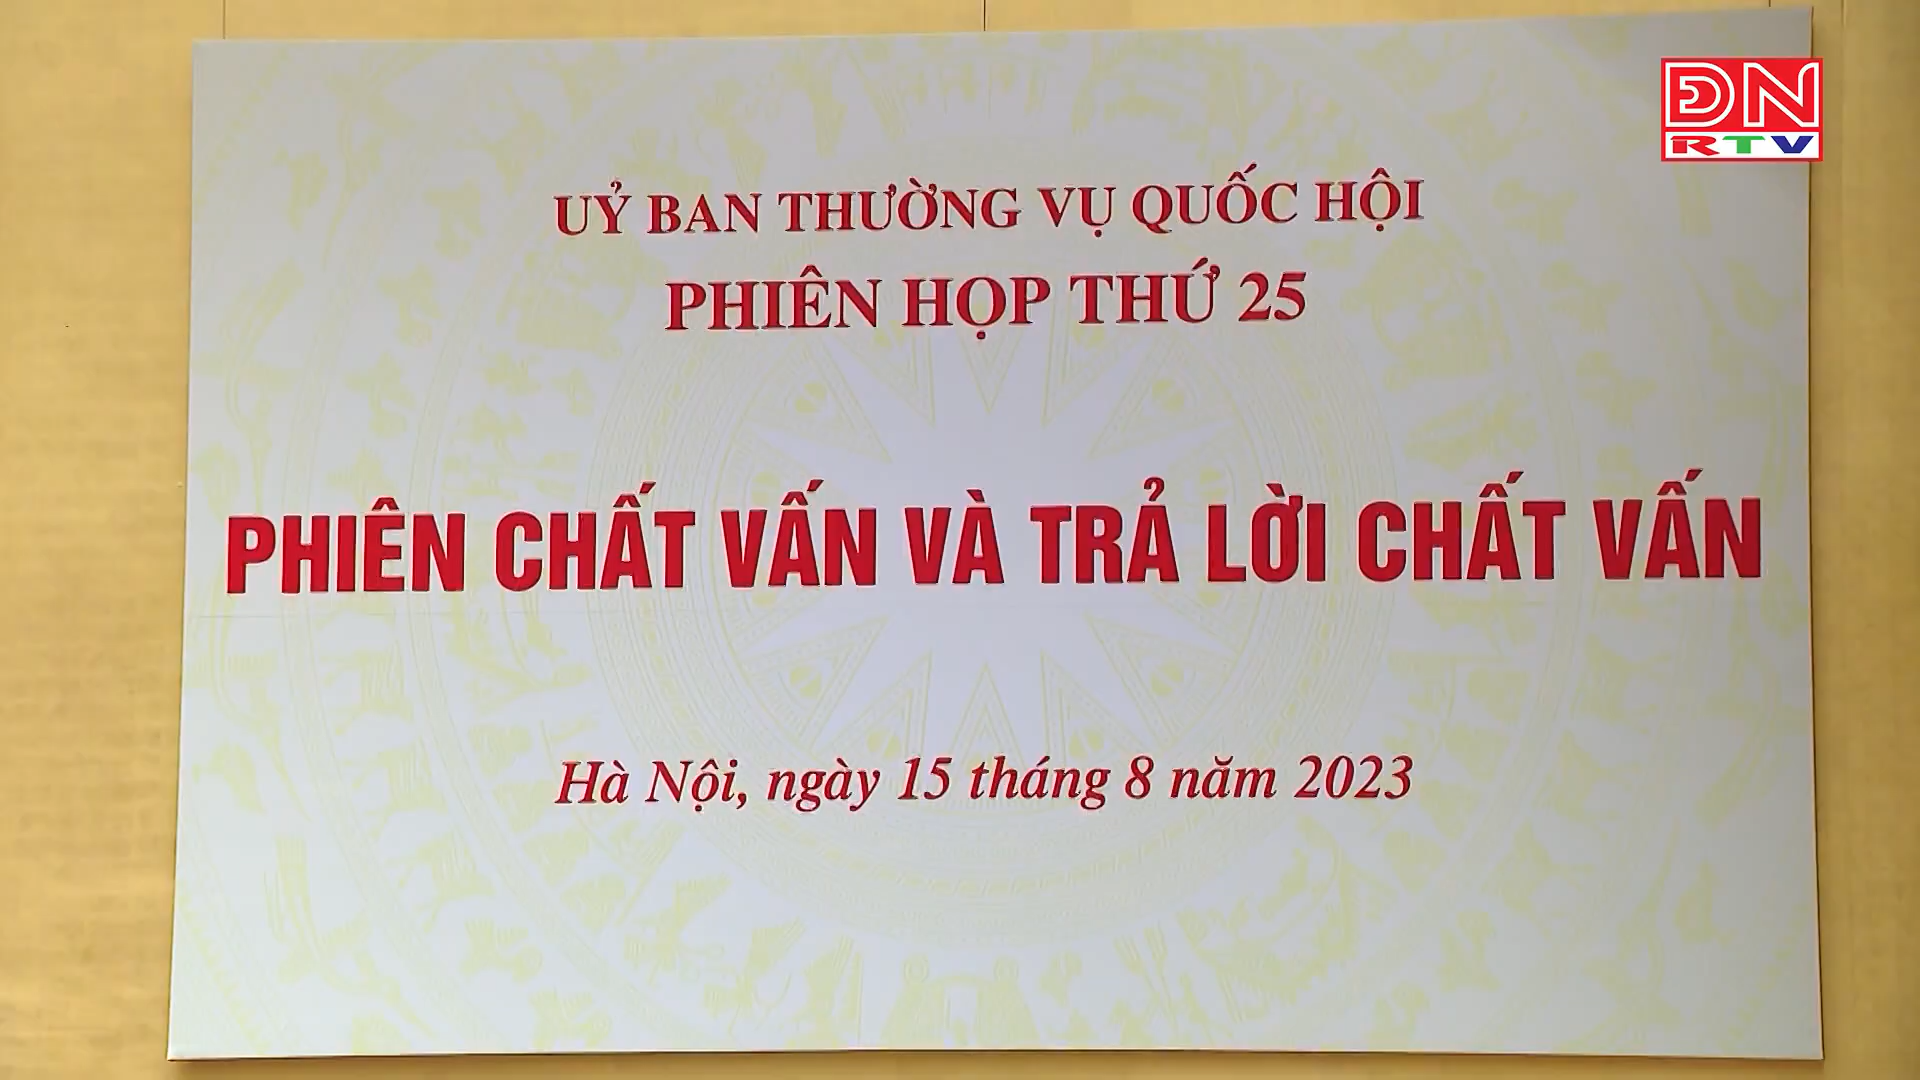 ĐN
RTV
UỶ BAN THƯỜNG VỤ QUỐC HỘI
PHIÊN HỌP THỨ 25
PHIÊN CHẤT VẤN VÀ TRẢ LỜI CHẤT VẤN
Hà Nội, ngày 15 tháng 8 năm 2023